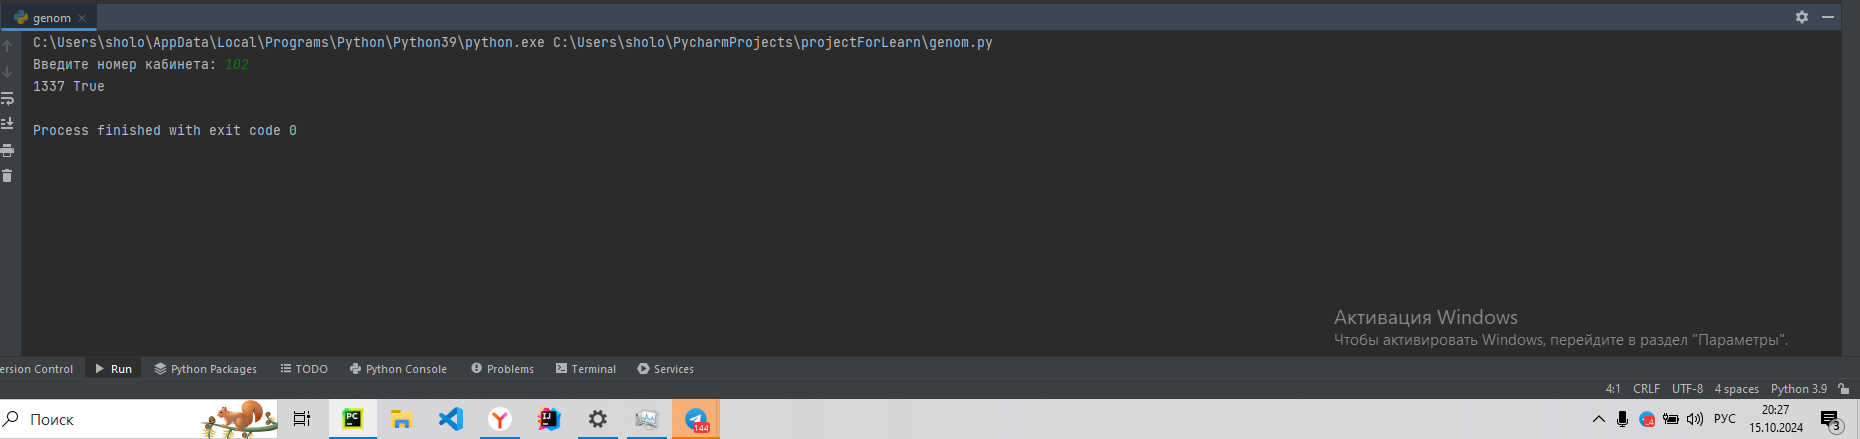 genom
C:\Users\sholo\AppData\Local\Programs\Python\Python39\python.exe C:\Users\sholo\PycharmProjects\projectForLearn\genom.py
Введите номер кабинета: 102
1337 True
Process finished with exit code 0
Активация Windows
Чтобы активировать Windows, перейдите в раздел "Параметры".
ersion Control Run Python Packages TODO Python Console Problems Terminal Services
4:1 CRLF UTF-8 4 spaces Python 3.9
Поиск PC IJ 144 РУС 20:27
15.10.2024 3